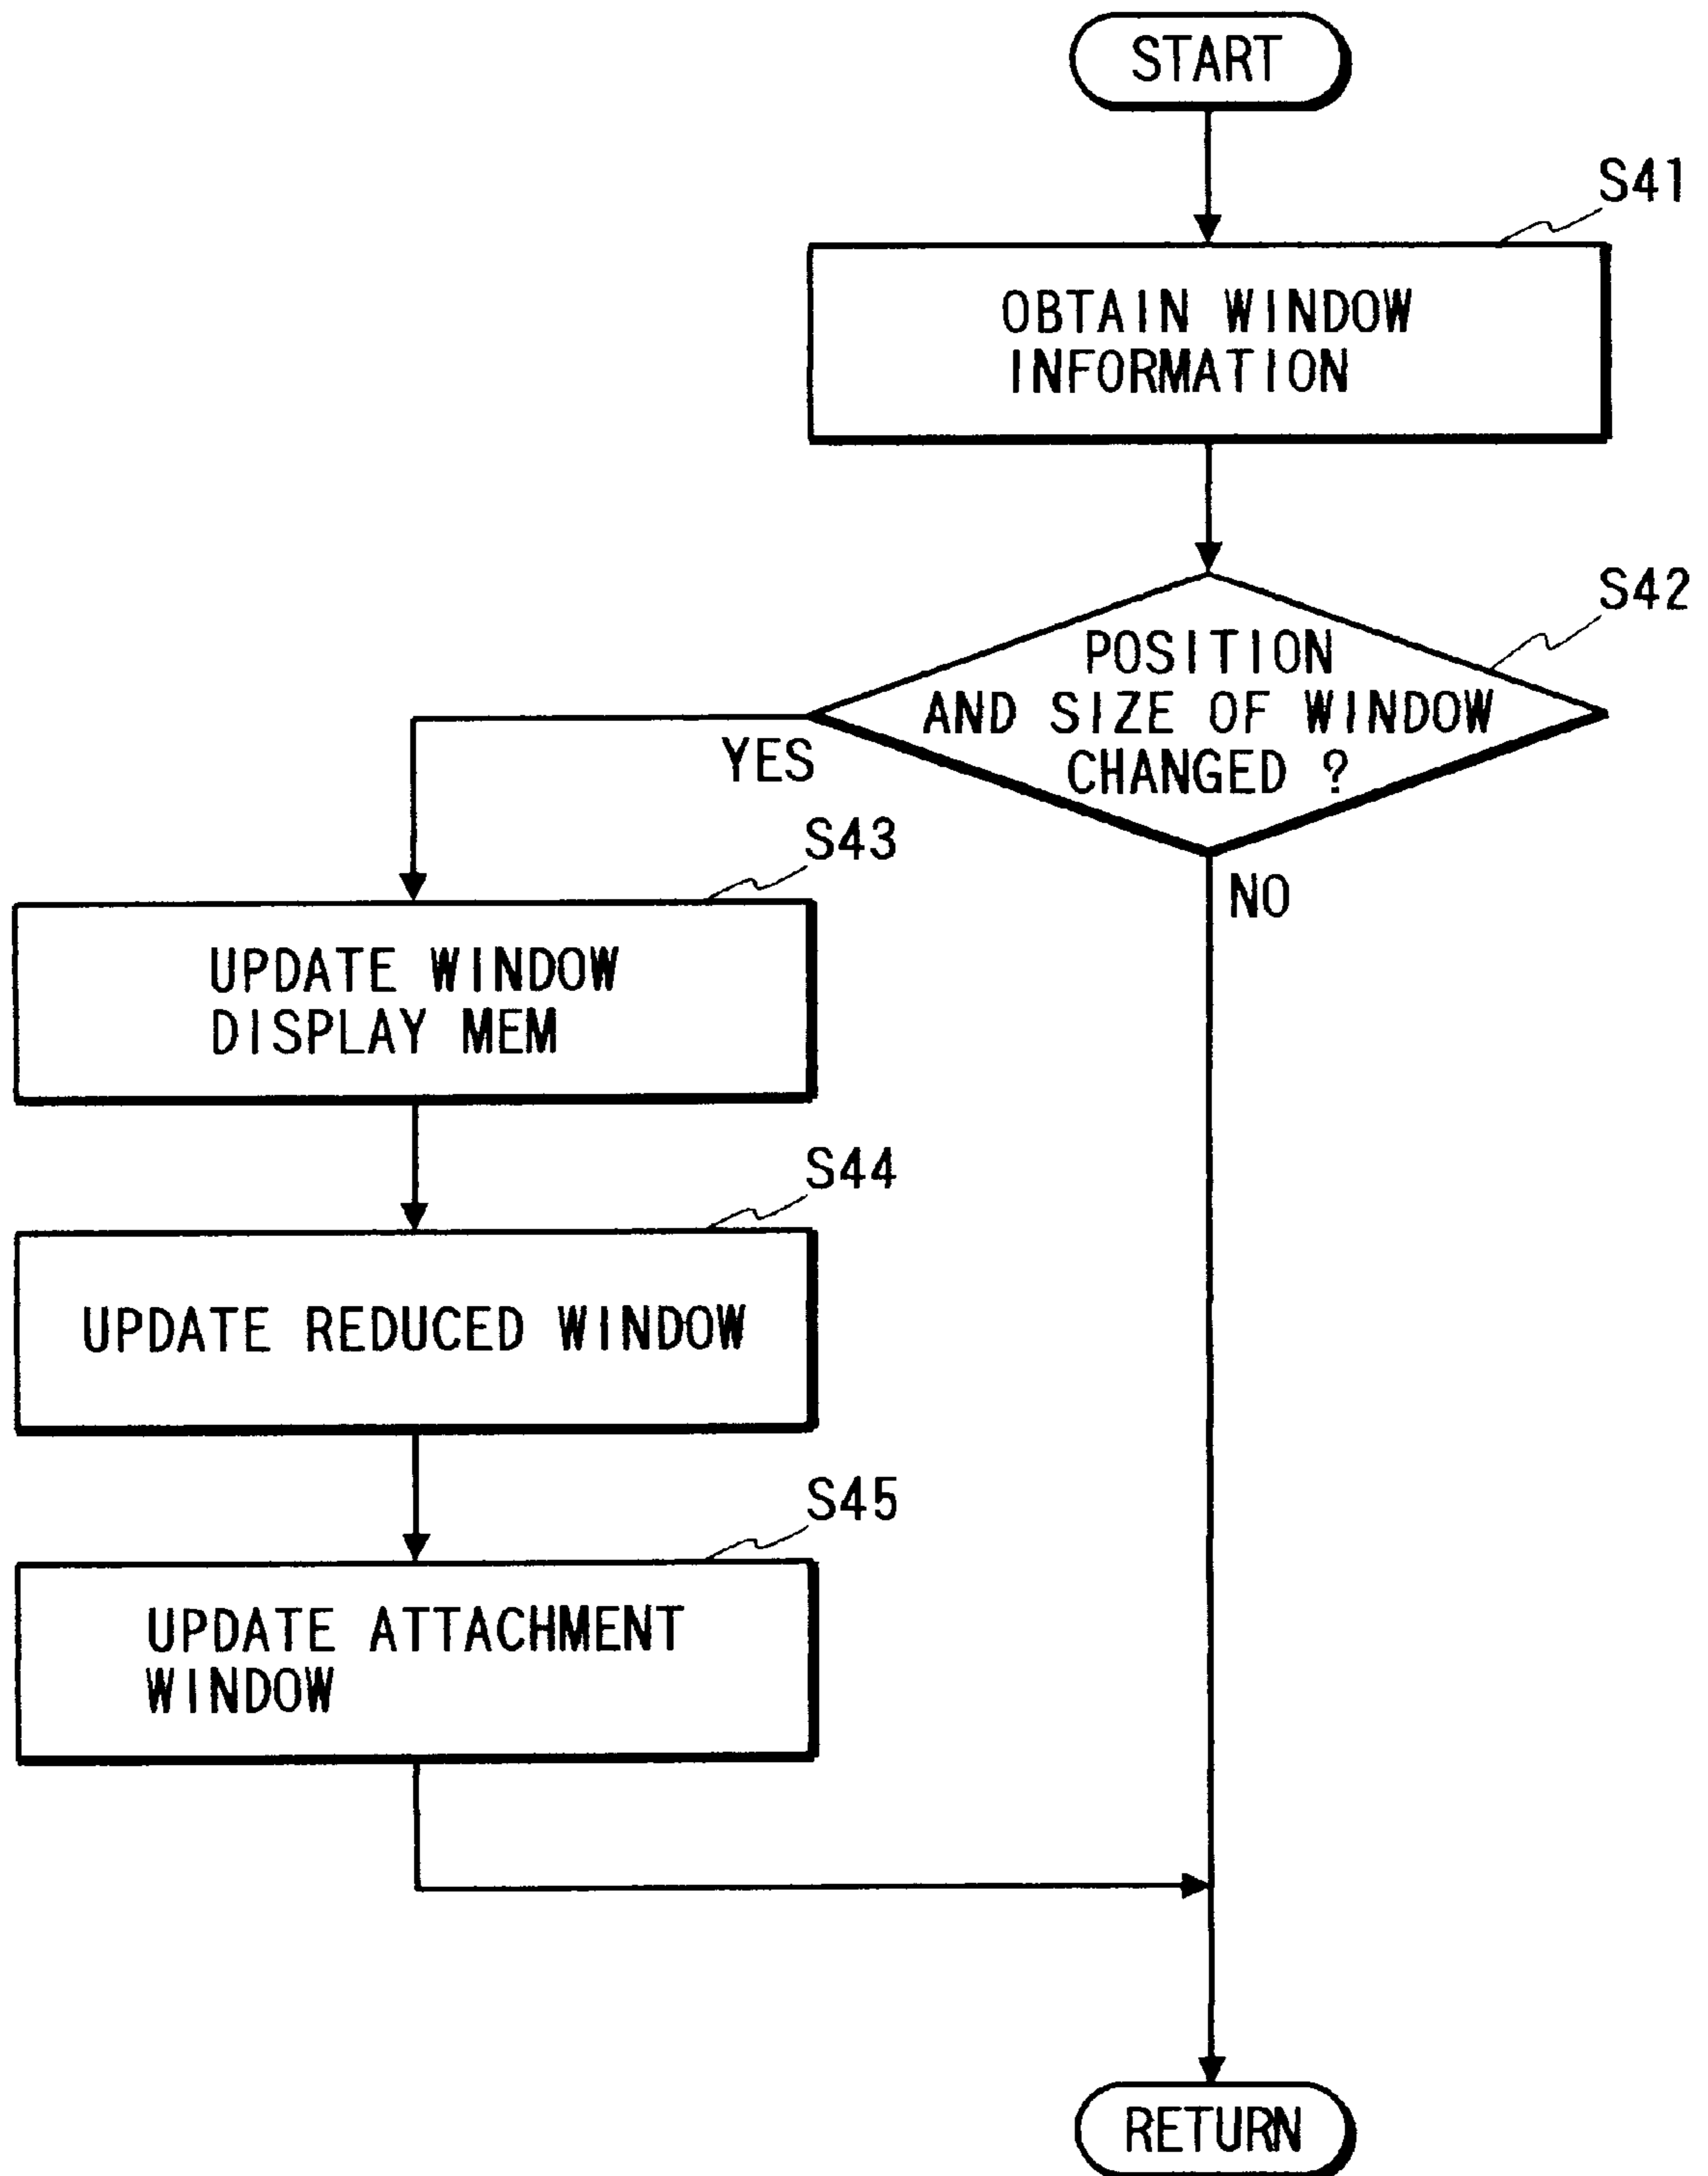 START
S41
OBTAIN WINDOW
INFORMATION
S42
POSITION
AND SIZE OF WINDOW
CHANGED ?
YES
NO
S43
UPDATE WINDOW
DISPLAY MEM
S44
UPDATE REDUCED WINDOW
S45
UPDATE ATTACHMENT
WINDOW
RETURN